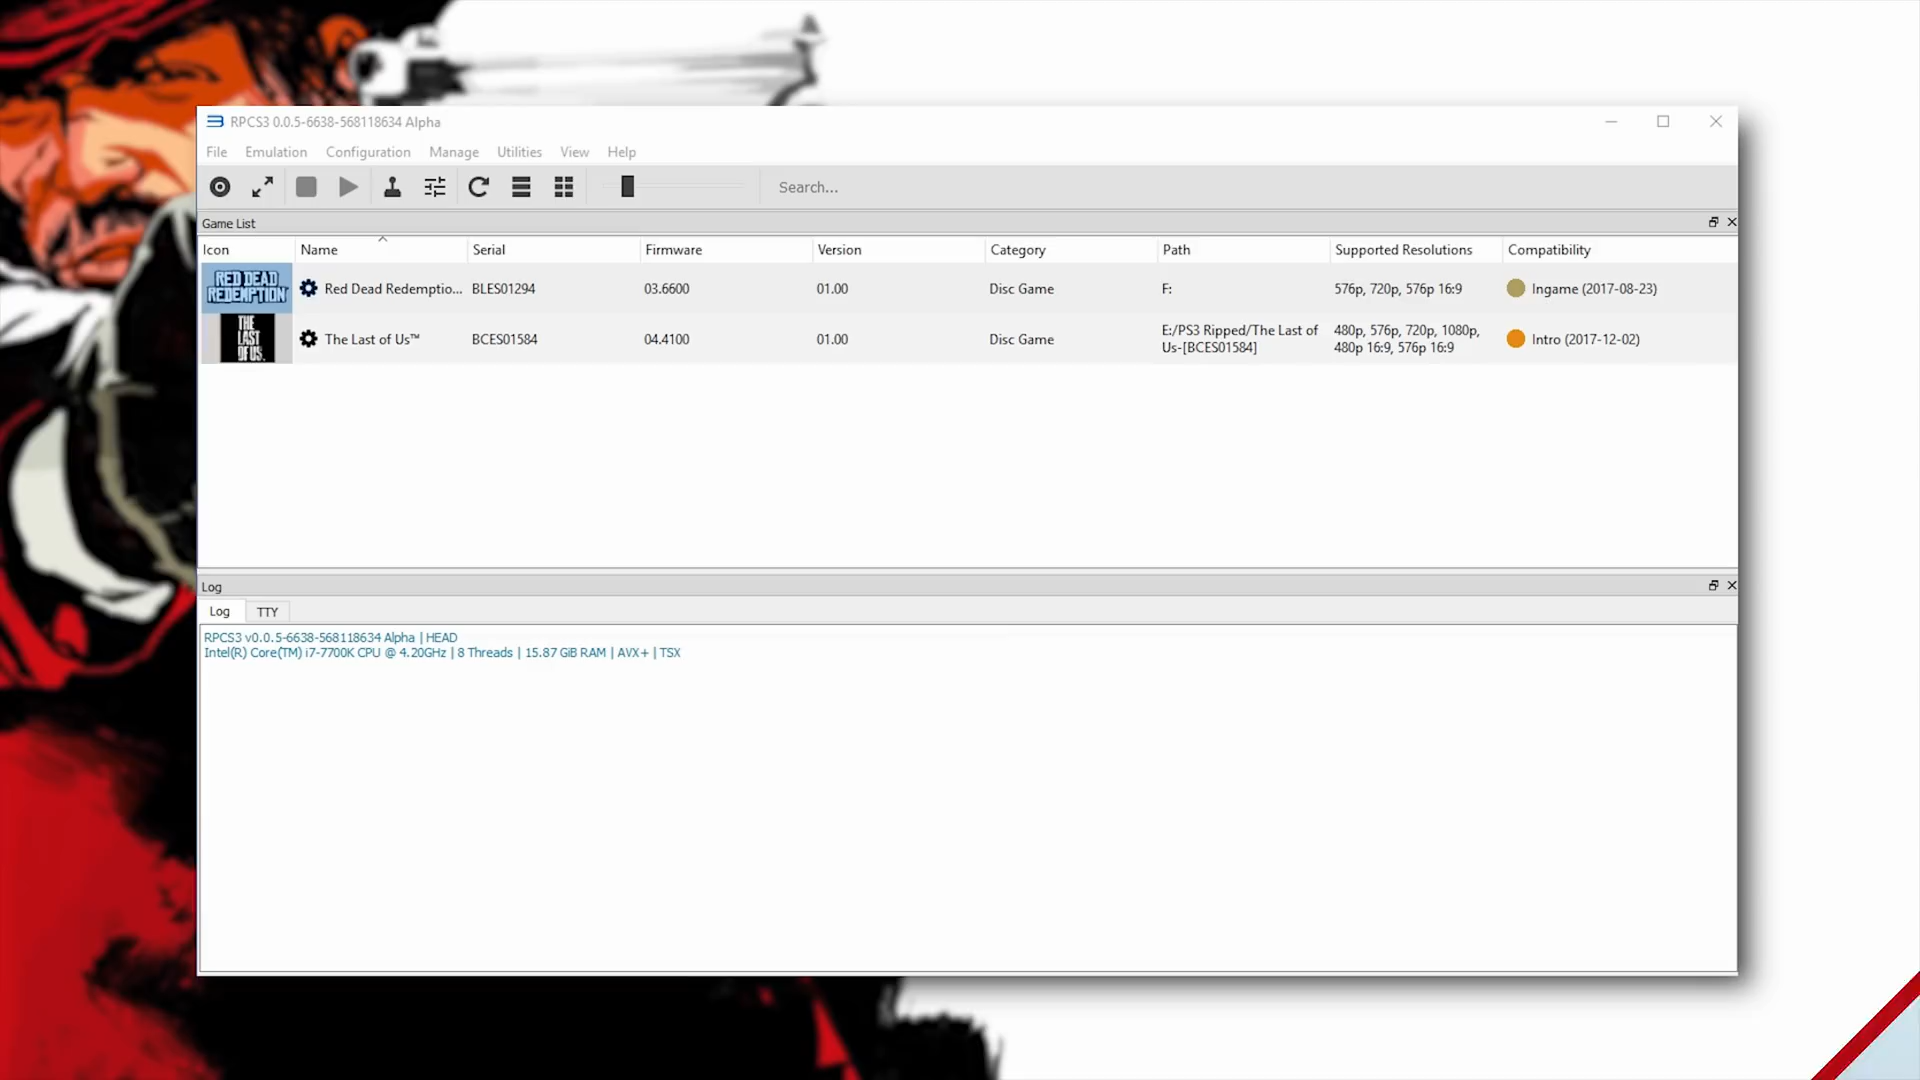 RPCS3 0.0.5-6638-568118634 Alpha
File Emulation Configuration Manage Utilities View Help
Search...
Game List
Icon Name Serial Firmware Version Category Path Supported Resolutions Compatibility
RED DEAD
REDEMPTION
Red Dead Redemptio... BLES01294 03.6600 01.00 Disc Game F: 576p, 720p, 576p 16:9 Ingame (2017-08-23)
THE
LAST
OF US.
The Last of Us™ BCES01584 04.4100 01.00 Disc Game E:/PS3 Ripped/The Last of 480p, 576p, 720p, 1080p, Intro (2017-12-02)
Us-[BCES01584] 480p 16:9, 576p 16:9
Log
Log TTY
RPCS3 v0.0.5-6638-568118634 Alpha | HEAD
Intel(R) Core(TM) i7-7700K CPU @ 4.20GHz | 8 Threads | 15.87 GiB RAM | AVX+ | TSX